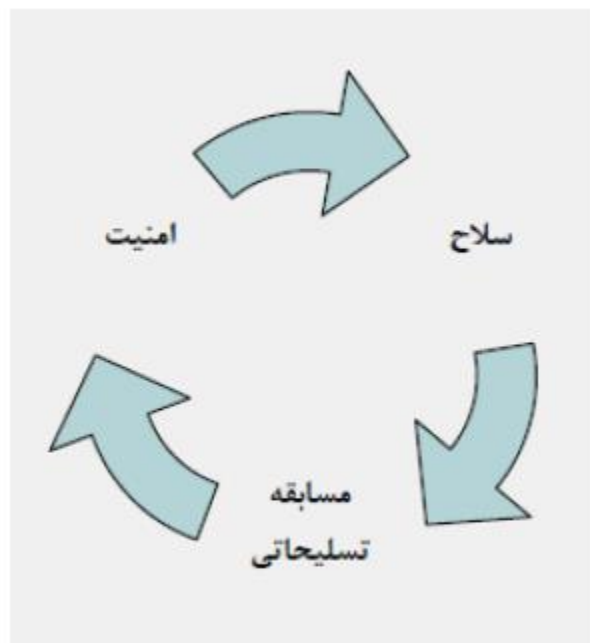 سلاح
امنیت
مسابقه
تسلیحاتی